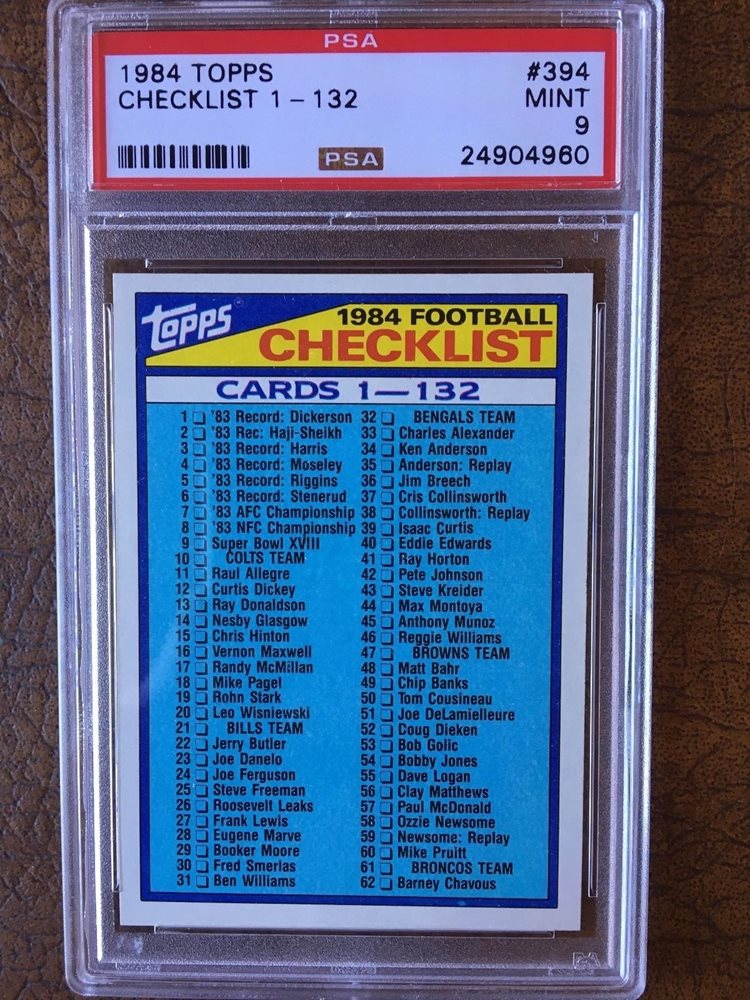 PSA
1984 TOPPS #394
CHECKLIST 1 - 132 MINT
9
PSA 24904960
topps
1984 FOOTBALL
CHECKLIST
CARDS 1—132
1 '83 Record: Dickerson
2 '83 Rec: Haji-Sheikh
3 '83 Record: Harris
4 '83 Record: Moseley
5 '83 Record: Riggins
6 '83 Record: Stenerud
7 '83 AFC Championship
8 '83 NFC Championship
9 Super Bowl XVIII
10 COLTS TEAM
11 Raul Allegre
12 Curtis Dickey
13 Ray Donaldson
14 Nesby Glasgow
15 Chris Hinton
16 Vernon Maxwell
17 Randy McMillan
18 Mike Pagel
19 Rohn Stark
20 Leo Wisniewski
21 BILLS TEAM
22 Jerry Butler
23 Joe Danelo
24 Joe Ferguson
25 Steve Freeman
26 Roosevelt Leaks
27 Frank Lewis
28 Eugene Marve
29 Booker Moore
30 Fred Smerlas
31 Ben Williams
32 BENGALS TEAM
33 Charles Alexander
34 Ken Anderson
35 Anderson: Replay
36 Jim Breech
37 Cris Collinsworth
38 Collinsworth: Replay
39 Isaac Curtis
40 Eddie Edwards
41 Ray Horton
42 Pete Johnson
43 Steve Kreider
44 Max Montoya
45 Anthony Munoz
46 Reggie Williams
47 BROWNS TEAM
48 Matt Bahr
49 Chip Banks
50 Tom Cousineau
51 Joe DeLamielleure
52 Doug Dieken
53 Bob Golic
54 Bobby Jones
55 Dave Logan
56 Clay Matthews
57 Paul McDonald
58 Ozzie Newsome
59 Newsome: Replay
60 Mike Pruitt
61 BRONCOS TEAM
62 Barney Chavous